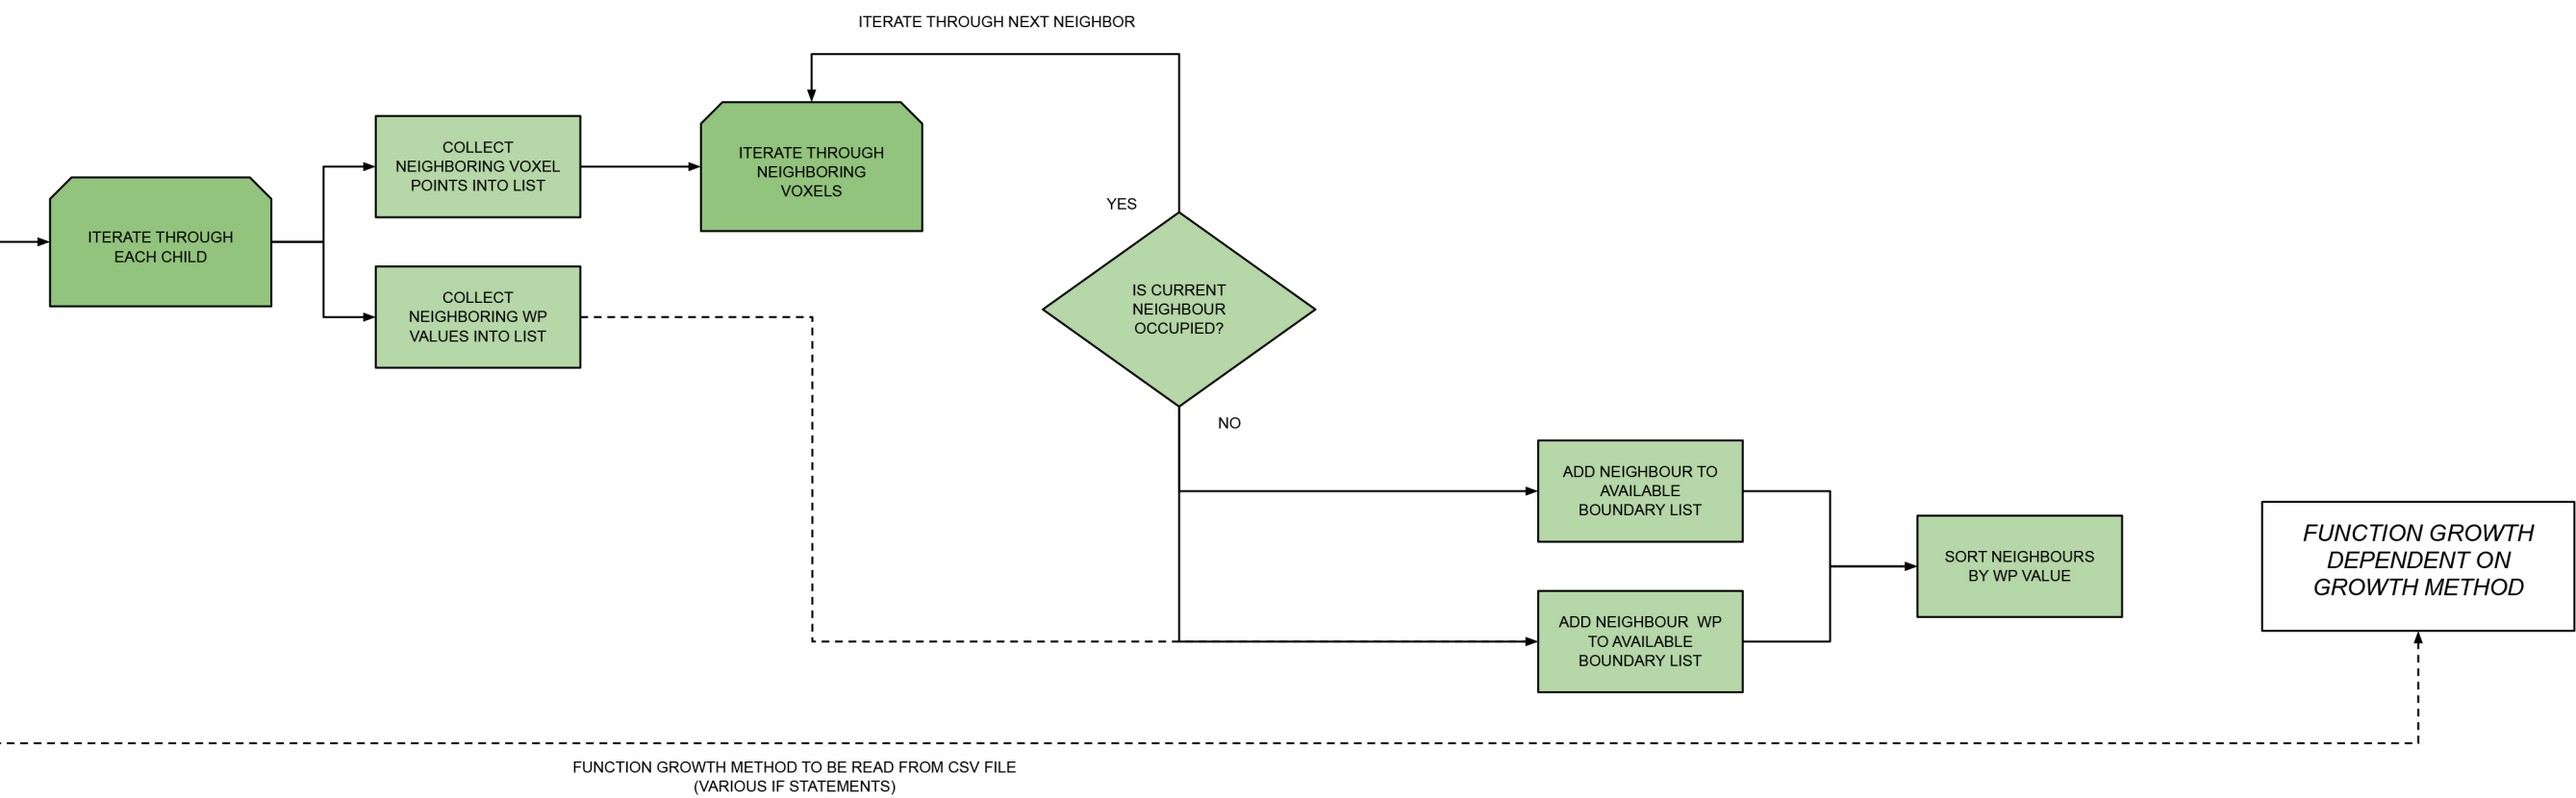 ITERATE THROUGH NEXT NEIGHBOR
COLLECT
NEIGHBORING VOXEL
POINTS INTO LIST
ITERATE THROUGH
NEIGHBORING
VOXELS
YES
ITERATE THROUGH
EACH CHILD
COLLECT
NEIGHBORING WP
VALUES INTO LIST
IS CURRENT
NEIGHBOUR
OCCUPIED?
NO
ADD NEIGHBOUR TO
AVAILABLE
BOUNDARY LIST
ADD NEIGHBOUR  WP
TO AVAILABLE
BOUNDARY LIST
SORT NEIGHBOURS
BY WP VALUE
FUNCTION GROWTH
DEPENDENT ON
GROWTH METHOD
FUNCTION GROWTH METHOD TO BE READ FROM CSV FILE
(VARIOUS IF STATEMENTS)